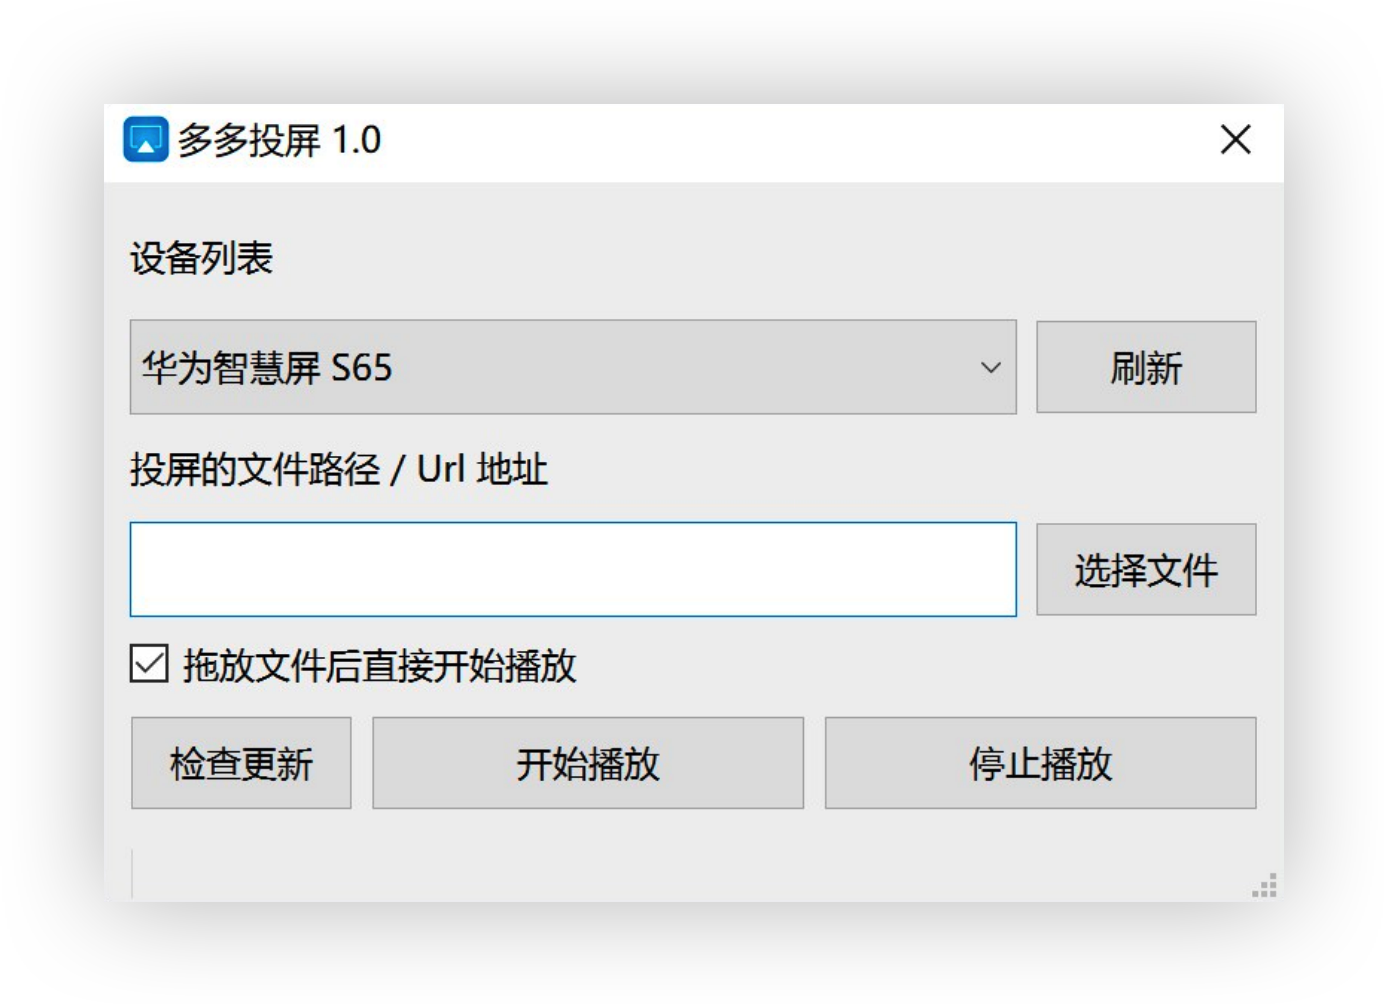 多多投屏 1.0
设备列表
华为智慧屏 S65
刷新
投屏的文件路径 / Url 地址
选择文件
拖放文件后直接开始播放
检查更新
开始播放
停止播放